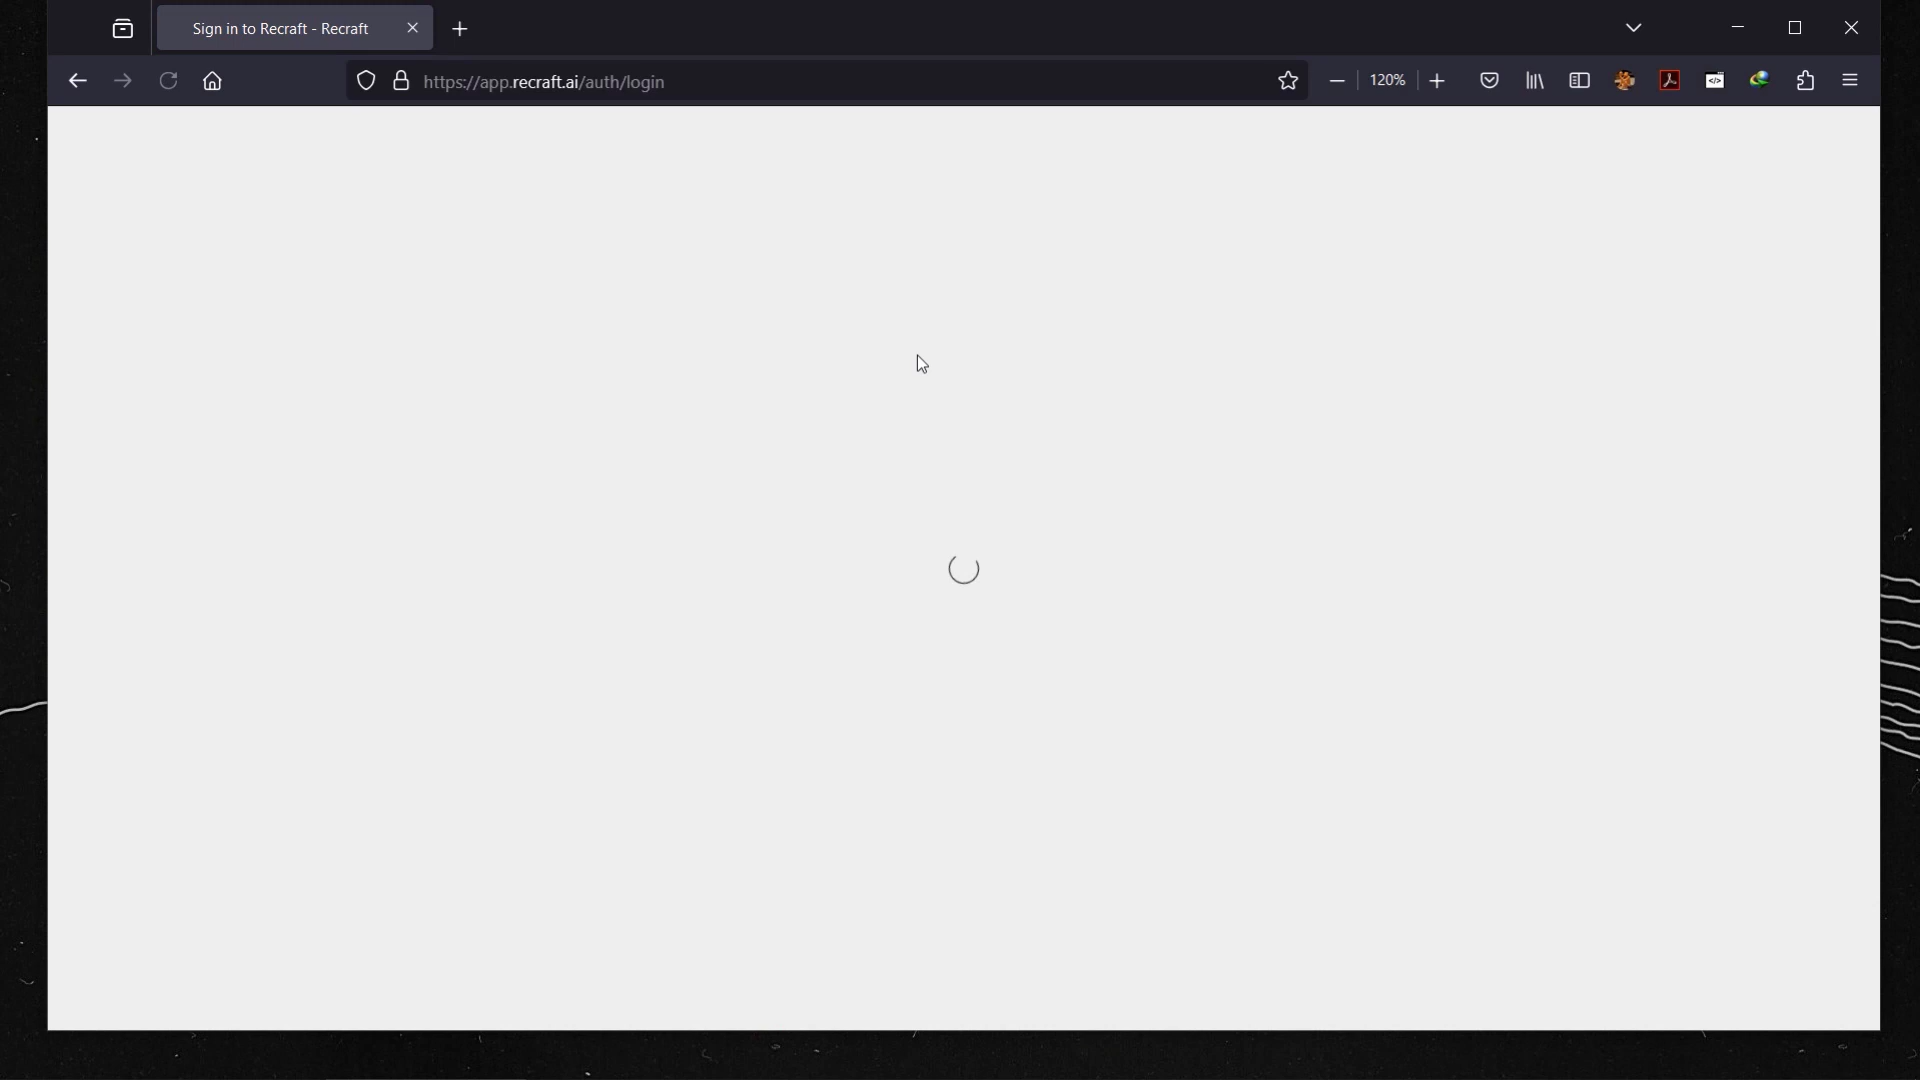 Sign in to Recraft - Recraft
https://app.recraft.ai/auth/login
120%